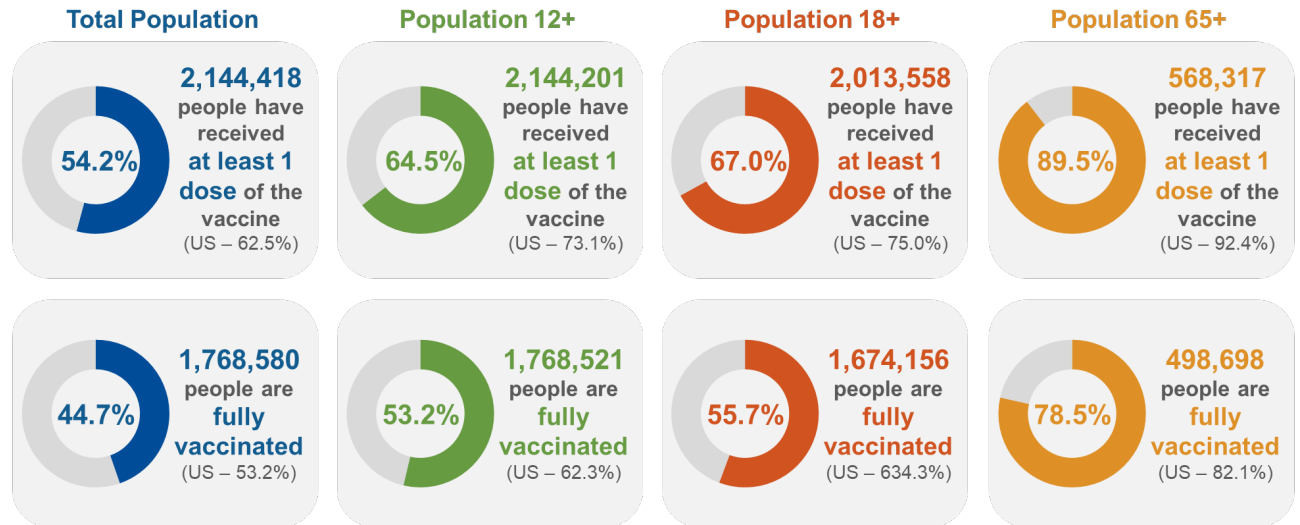 Total Population
Population 12+
Population 18+
Population 65+
54.2%
2,144,418
people have
received
at least 1
dose of the
vaccine
(US – 62.5%)
64.5%
2,144,201
people have
received
at least 1
dose of the
vaccine
(US – 73.1%)
67.0%
2,013,558
people have
received
at least 1
dose of the
vaccine
(US – 75.0%)
89.5%
568,317
people have
received
at least 1
dose of the
vaccine
(US – 92.4%)
44.7%
1,768,580
people are
fully
vaccinated
(US – 53.2%)
53.2%
1,768,521
people are
fully
vaccinated
(US – 62.3%)
55.7%
1,674,156
people are
fully
vaccinated
(US – 634.3%)
78.5%
498,698
people are
fully
vaccinated
(US – 82.1%)